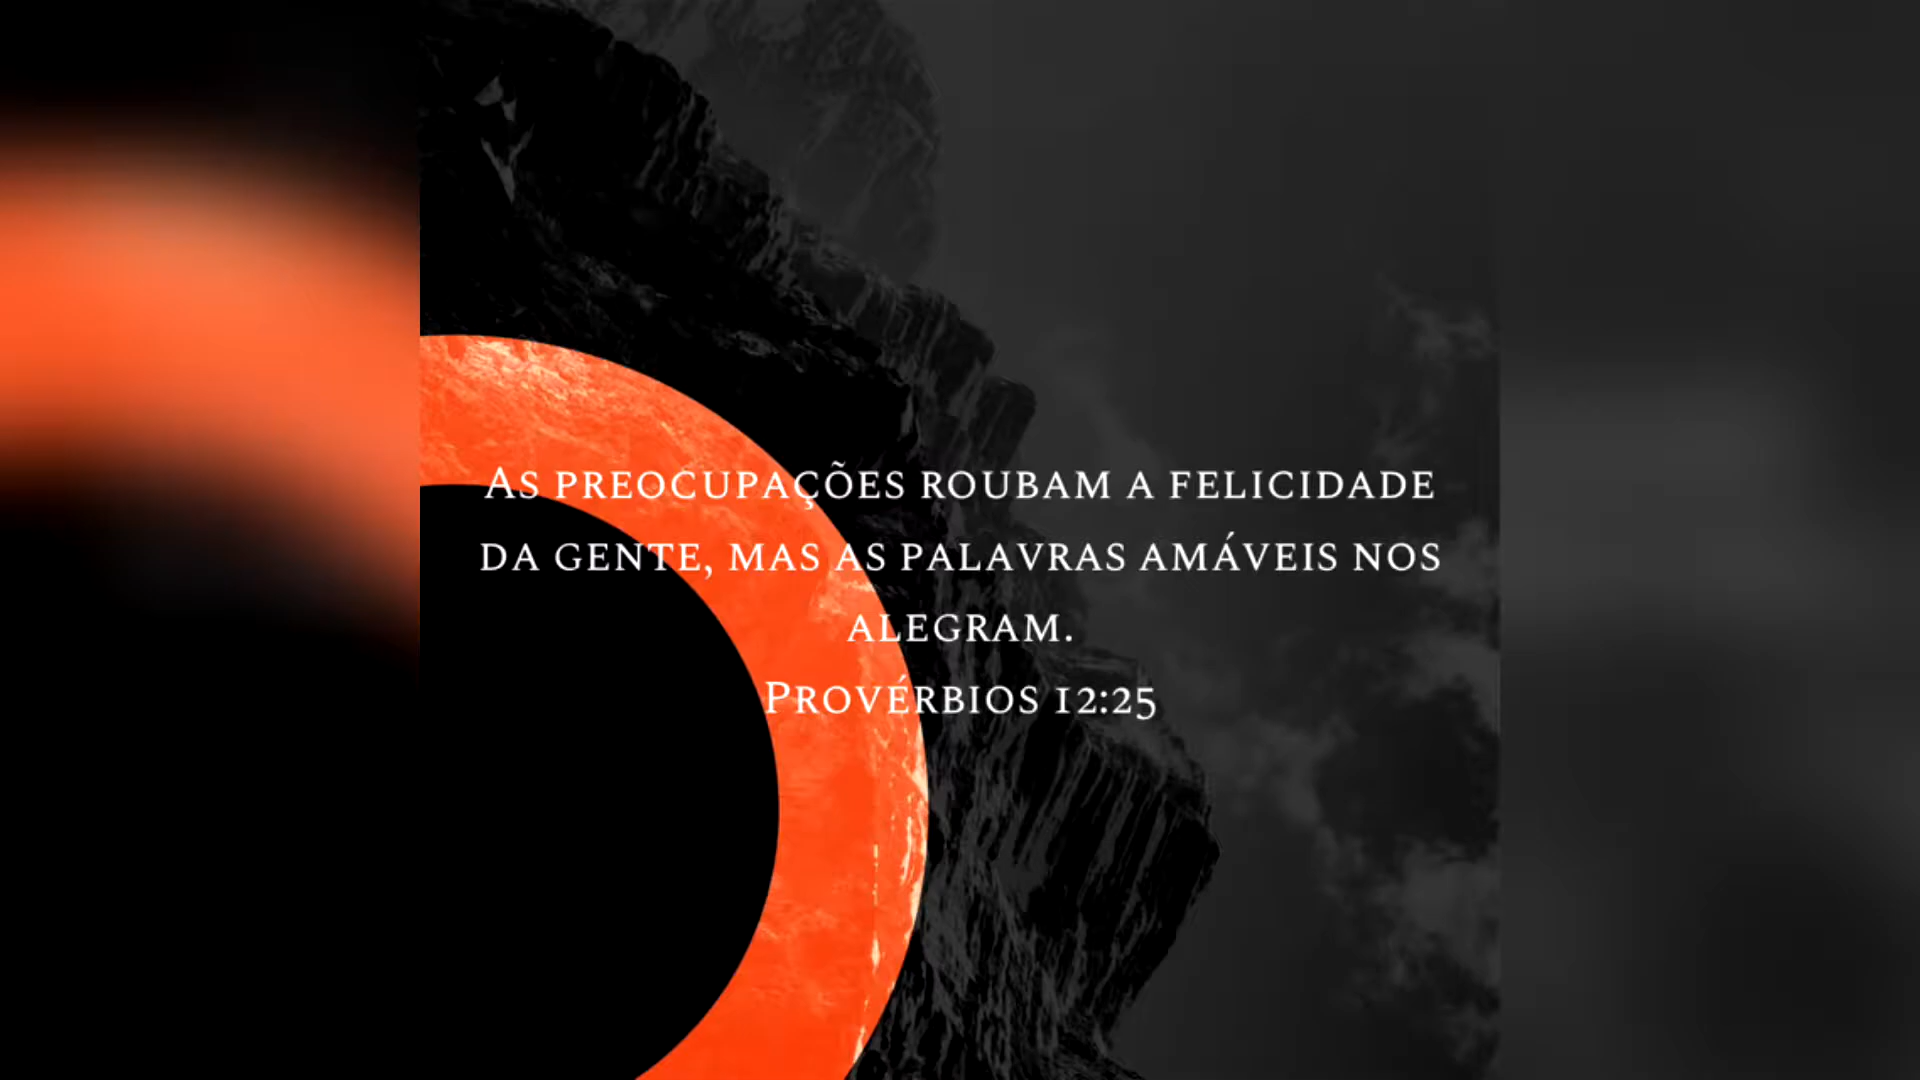 As preocupações roubam a felicidade
da gente, mas as palavras amáveis nos
alegram.
Provérbios 12:25